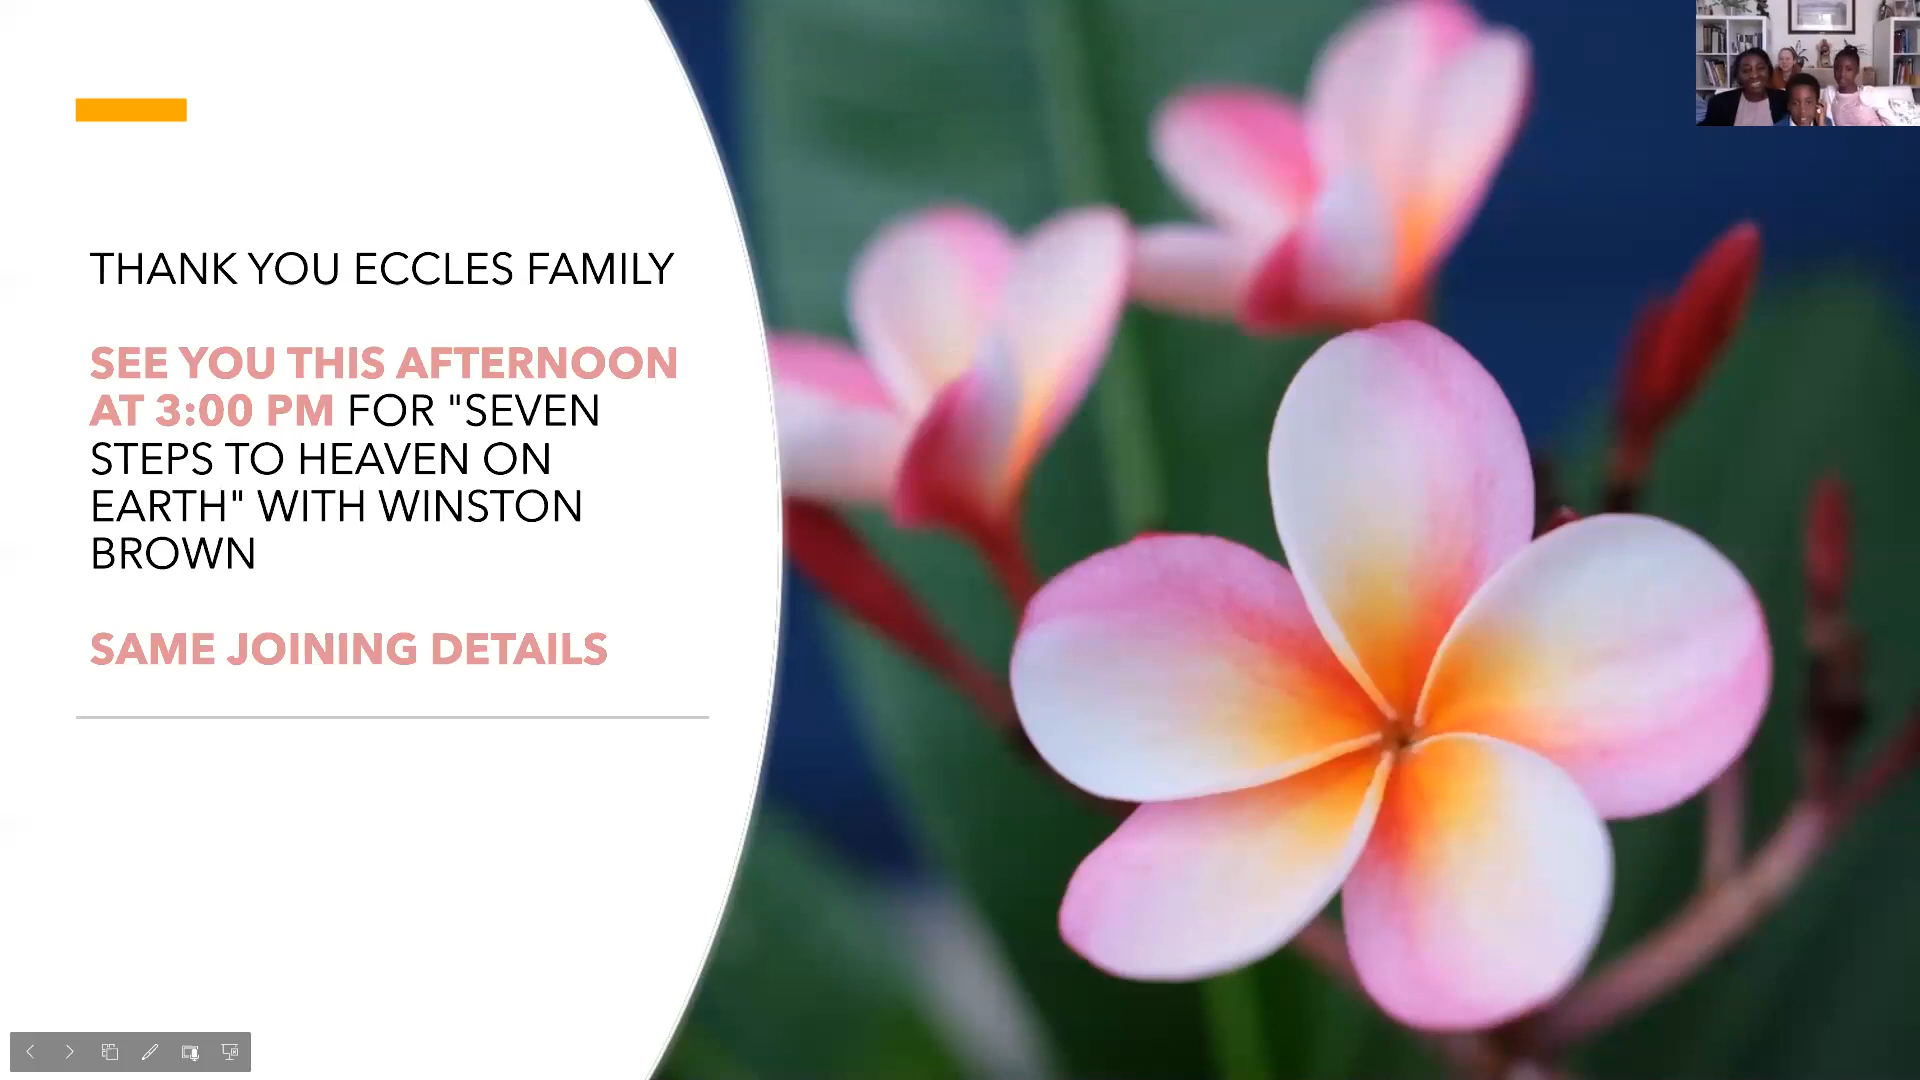 THANK YOU ECCLES FAMILY
SEE YOU THIS AFTERNOON
AT 3:00 PM FOR "SEVEN
STEPS TO HEAVEN ON
EARTH" WITH WINSTON
BROWN
SAME JOINING DETAILS